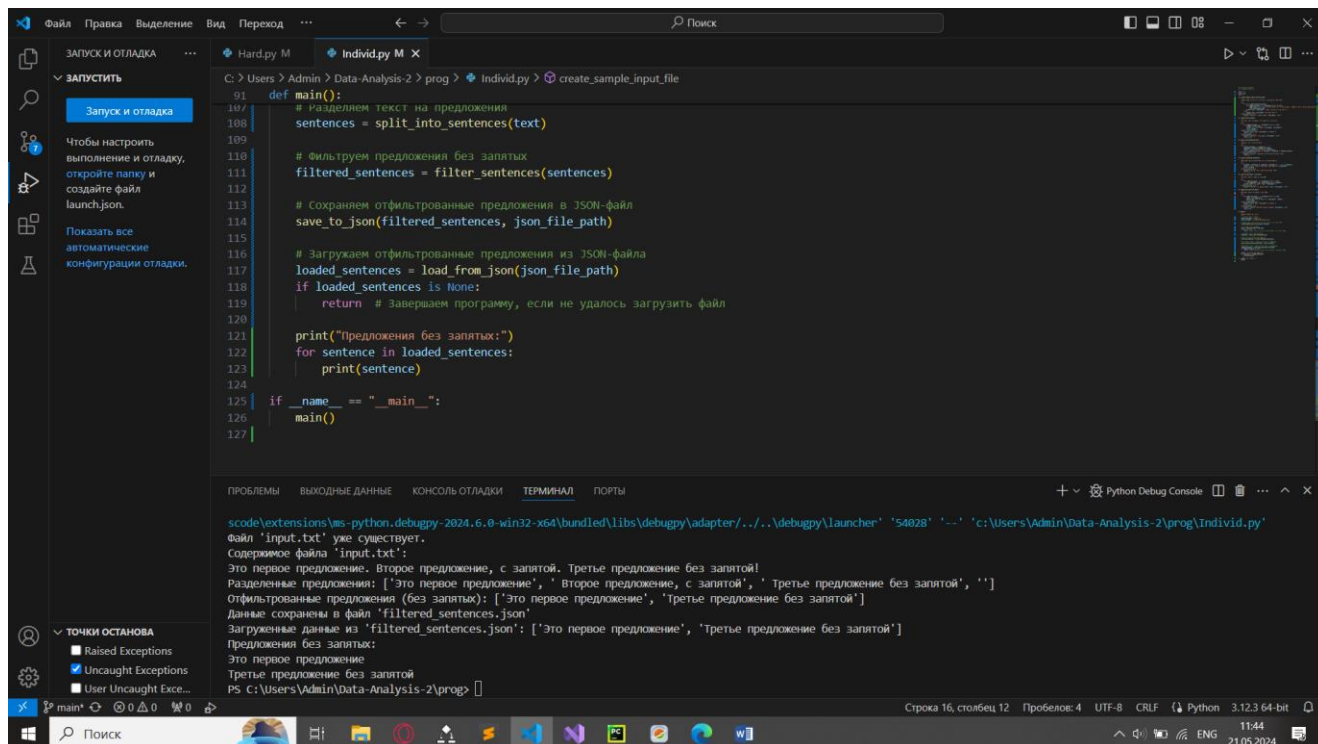 Файл Правка Выделение Вид Переход ··· Поиск
ЗАПУСК И ОТЛАДКА ···
ЗАПУСТИТЬ
Запуск и отладка
Чтобы настроить
выполнение и отладку,
откройте папку и
создайте файл
launch.json.
Показать все
автоматические
конфигурации отладки.
7
ТОЧКИ ОСТАНОВА
Raised Exceptions
Uncaught Exceptions
User Uncaught Exce...
Hard.py M Individ.py M
C: > Users > Admin > Data-Analysis-2 > prog > Individ.py > create_sample_input_file
91 def main():
107 # Разделяем текст на предложения
108 sentences = split_into_sentences(text)
109
110 # Фильтруем предложения без запятых
111 filtered_sentences = filter_sentences(sentences)
112
113 # Сохраняем отфильтрованные предложения в JSON-файл
114 save_to_json(filtered_sentences, json_file_path)
115
116 # Загружаем отфильтрованные предложения из JSON-файла
117 loaded_sentences = load_from_json(json_file_path)
118 if loaded_sentences is None:
119 return # Завершаем программу, если не удалось загрузить файл
120
121 print("Предложения без запятых:")
122 for sentence in loaded_sentences:
123 print(sentence)
124
125 if __name__ == "__main__":
126 main()
127
ПРОБЛЕМЫ ВЫХОДНЫЕ ДАННЫЕ КОНСОЛЬ ОТЛАДКИ ТЕРМИНАЛ ПОРТЫ Python Debug Console
scode\extensions\ms-python.debugpy-2024.6.0-win32-x64\bundled\libs\debugpy\adapter/../..\debugpy\launcher' '54028' '--' 'c:\Users\Admin\Data-Analysis-2\prog\Individ.py'
Файл 'input.txt' уже существует.
Содержимое файла 'input.txt':
Это первое предложение. Второе предложение, с запятой. Третье предложение без запятой!
Разделенные предложения: ['Это первое предложение', ' Второе предложение, с запятой', ' Третье предложение без запятой', '']
Отфильтрованные предложения (без запятых): ['Это первое предложение', 'Третье предложение без запятой']
Данные сохранены в файл 'filtered_sentences.json'
Загруженные данные из 'filtered_sentences.json': ['Это первое предложение', 'Третье предложение без запятой']
Предложения без запятых:
Это первое предложение
Третье предложение без запятой
PS C:\Users\Admin\Data-Analysis-2\prog>
main* 0 0 0 Строка 16, столбец 12 Пробелов: 4 UTF-8 CRLF Python 3.12.3 64-bit
Поиск ENG 11:44
21.05.2024